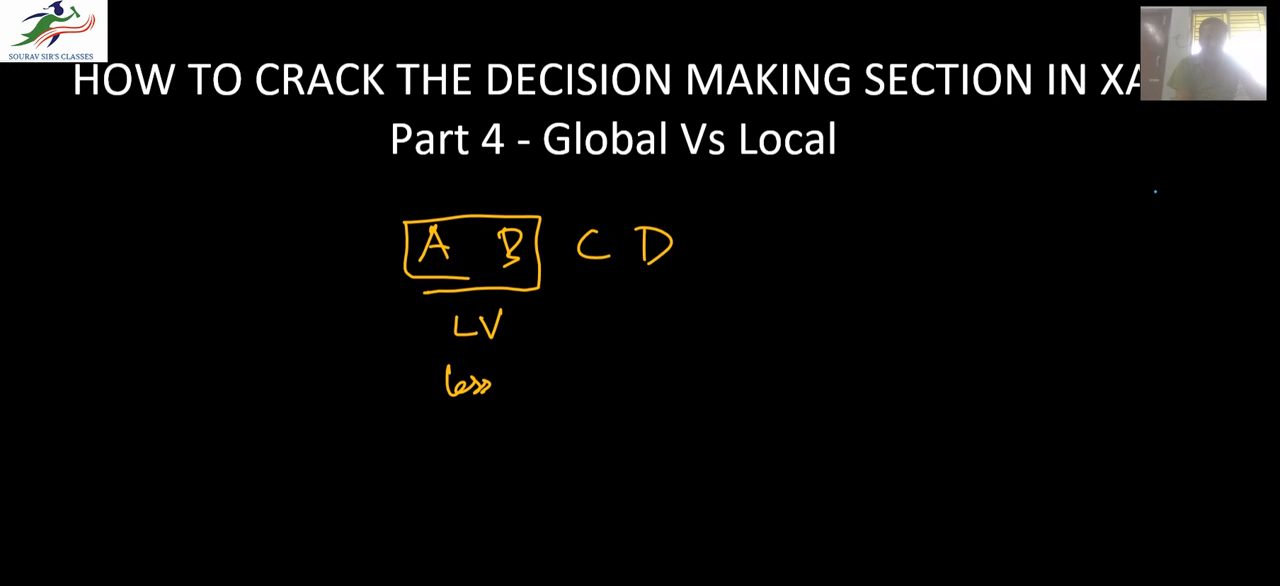 SOURAV SIR'S CLASSES
HOW TO CRACK THE DECISION MAKING SECTION IN XA
Part 4 - Global Vs Local
A B C D
LV
less